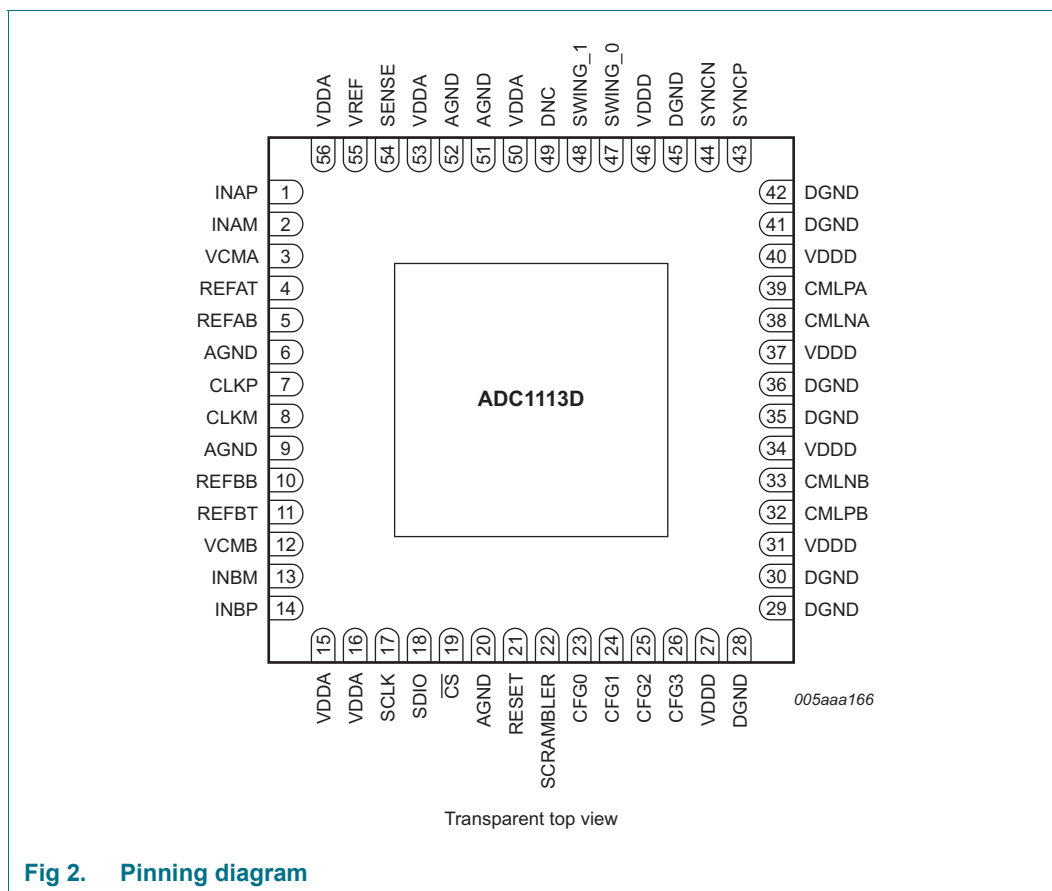 VDDA VREF SENSE VDDA AGND AGND VDDA DNC SWING_1 SWING_0 VDDD DGND SYNCN SYNCP
56 55 54 53 52 51 50 49 48 47 46 45 44 43
INAP 1 42 DGND
INAM 2 41 DGND
VCMA 3 40 VDDD
REFAT 4 39 CMLPA
REFAB 5 38 CMLNA
AGND 6 37 VDDD
CLKP 7 36 DGND
ADC1113D
CLKM 8 35 DGND
AGND 9 34 VDDD
REFBB 10 33 CMLNB
REFBT 11 32 CMLPB
VCMB 12 31 VDDD
INBM 13 30 DGND
INBP 14 29 DGND
15 16 17 18 19 20 21 22 23 24 25 26 27 28
VDDA VDDA SCLK SDIO C̅S̅ AGND RESET SCRAMBLER CFG0 CFG1 CFG2 CFG3 VDDD DGND
005aaa166
Transparent top view
Fig 2. Pinning diagram